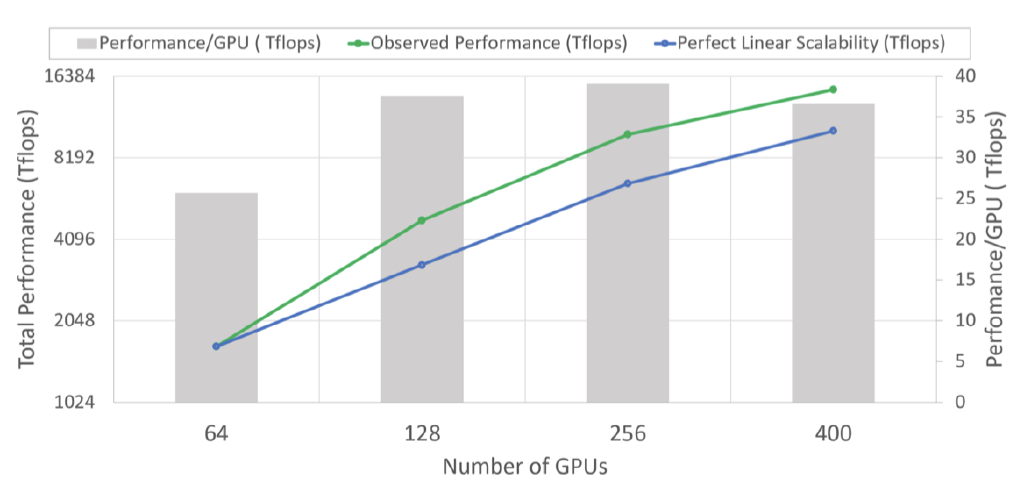 Performance/GPU ( Tflops) Observed Performance (Tflops) Perfect Linear Scalability (Tflops)
16384
8192
4096
2048
1024
Total Performance (Tflops)
40
35
30
25
20
15
10
5
0
Perfomance/GPU ( Tflops)
64 128 256 400
Number of GPUs